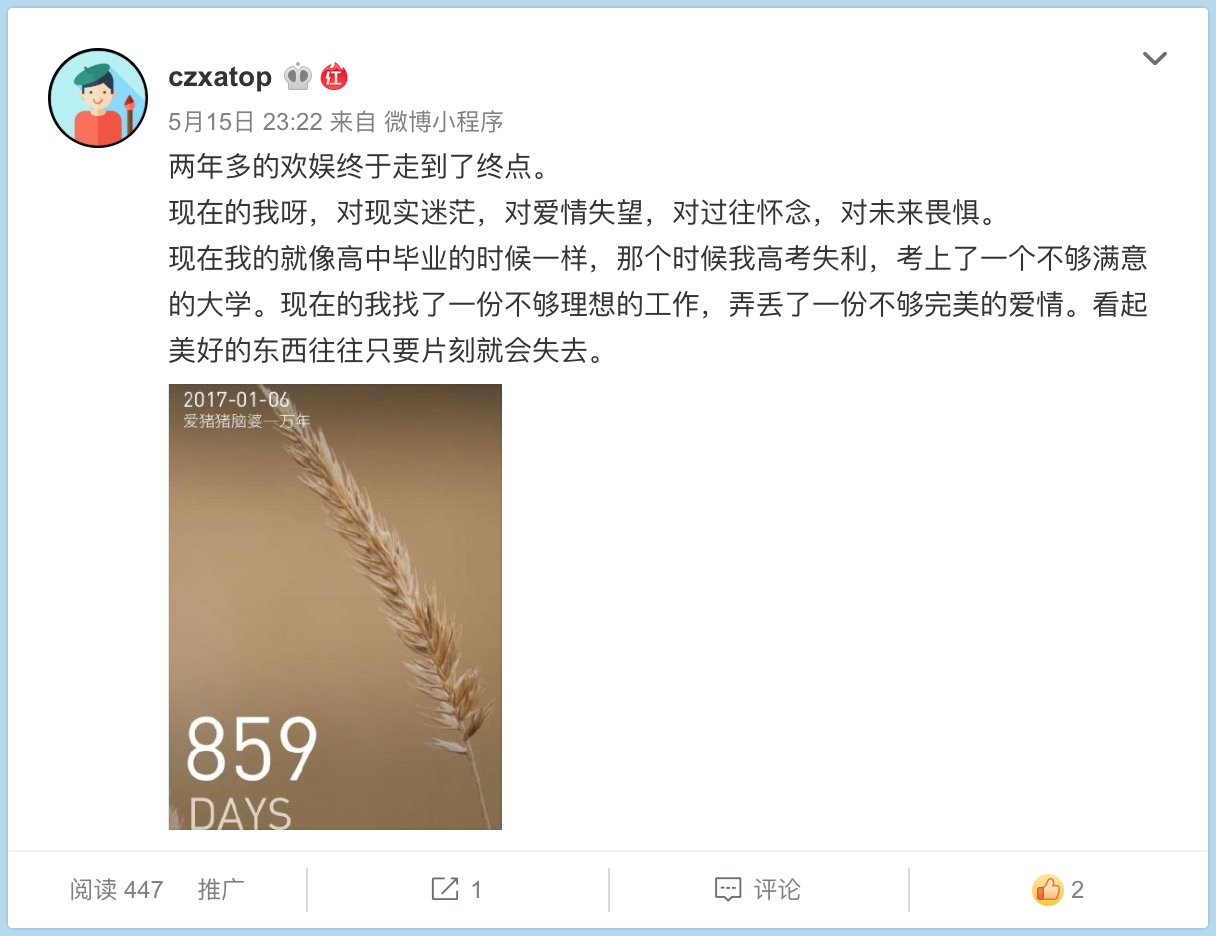 czxatop 红
5月15日 23:22 来自 微博小程序
两年多的欢娱终于走到了终点。
现在的我呀，对现实迷茫，对爱情失望，对过往怀念，对未来畏惧。
现在我的就像高中毕业的时候一样，那个时候我高考失利，考上了一个不够满意
的大学。现在的我找了一份不够理想的工作，弄丢了一份不够完美的爱情。看起
美好的东西往往只要片刻就会失去。
2017-01-06
爱猪猪脑婆一万年
859
DAYS
阅读 447 推广 1 评论 2